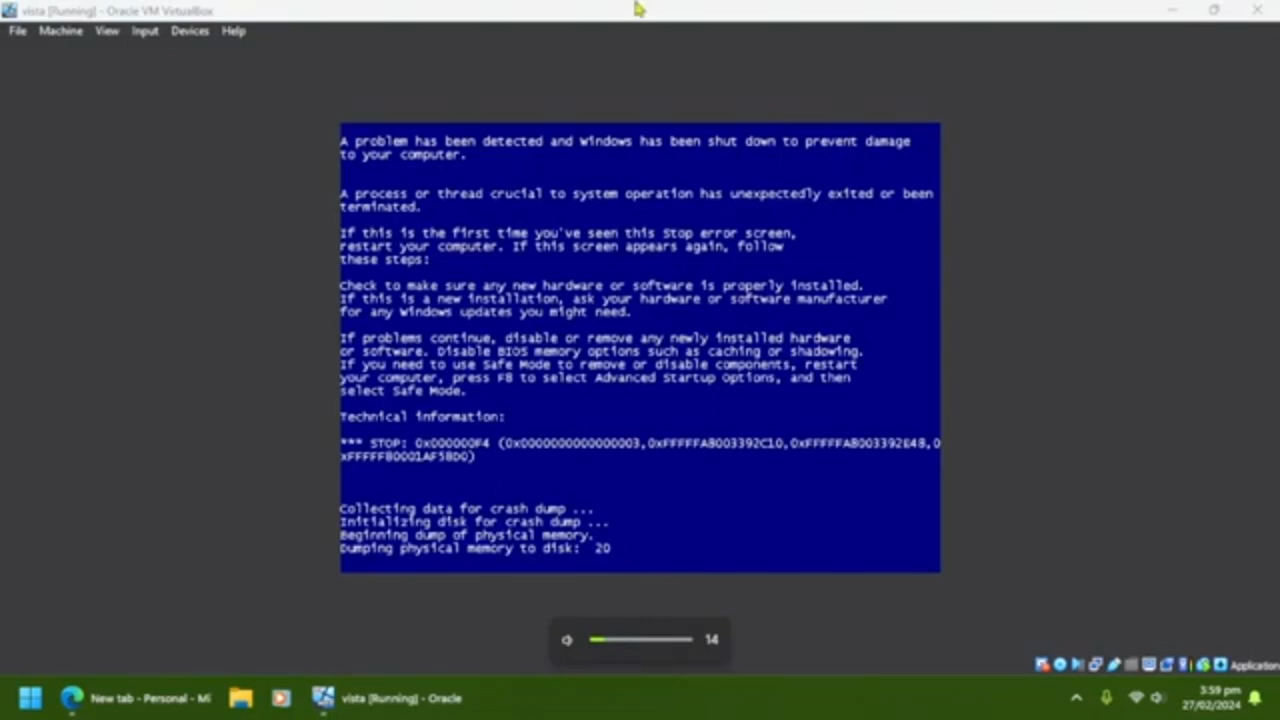 vista [Running] - Oracle VM VirtualBox
File Machine View Input Devices Help
A problem has been detected and Windows has been shut down to prevent damage
to your computer.
A process or thread crucial to system operation has unexpectedly exited or been
terminated.
If this is the first time you've seen this Stop error screen,
restart your computer. If this screen appears again, follow
these steps:
Check to make sure any new hardware or software is properly installed.
If this is a new installation, ask your hardware or software manufacturer
for any Windows updates you might need.
If problems continue, disable or remove any newly installed hardware
or software. Disable BIOS memory options such as caching or shadowing.
If you need to use Safe Mode to remove or disable components, restart
your computer, press F8 to select Advanced Startup Options, and then
select Safe Mode.
Technical information:
*** STOP: 0x000000F4 (0x0000000000000003,0xFFFFFA8003392C10,0xFFFFFA8003392E48,0
xFFFFF80001AF58D0)
Collecting data for crash dump ...
Initializing disk for crash dump ...
Beginning dump of physical memory.
Dumping physical memory to disk: 20
14
Application
New tab - Personal - Mi
vista [Running] - Oracle
3:59 pm
27/02/2024